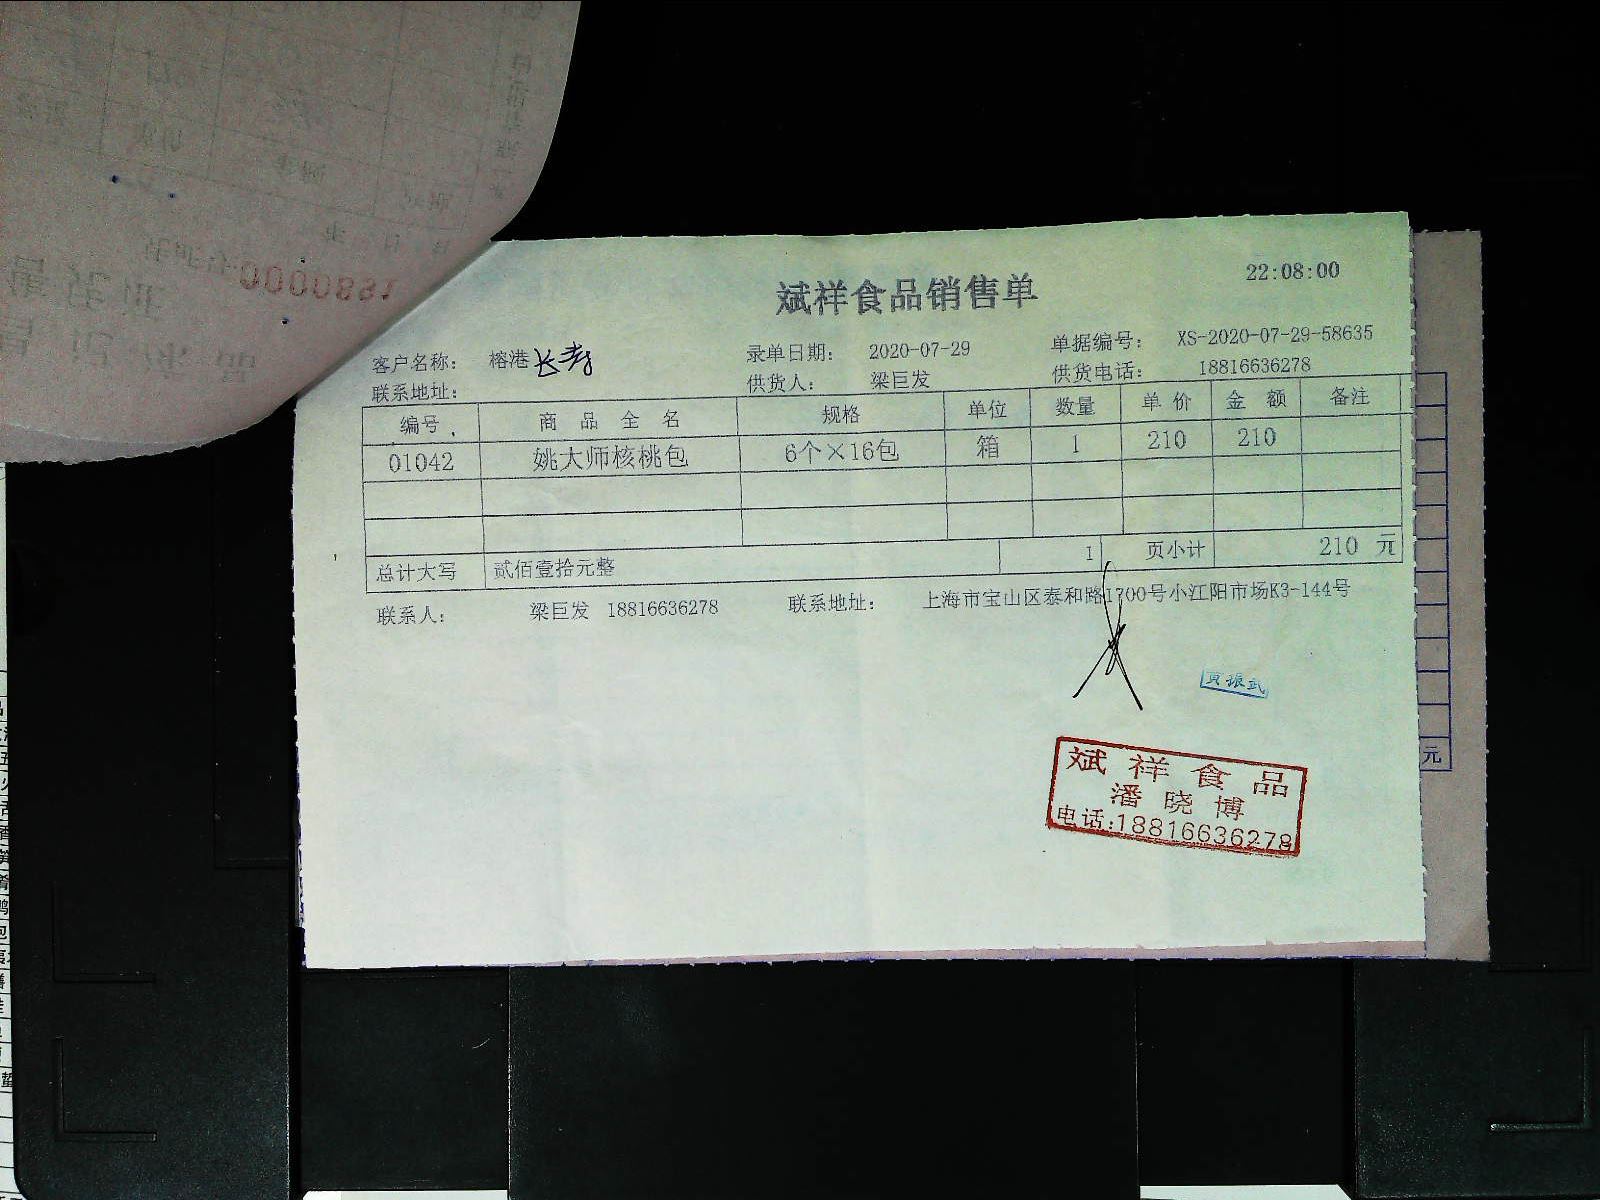 22:08:00
斌祥食品销售单
客户名称: 榕港长寿 录单日期: 2020-07-29 单据编号: XS-2020-07-29-58635
联系地址: 供货人: 梁巨发 供货电话: 18816636278
编号 商品全名 规格 单位 数量 单价 金额 备注
01042 姚大师核桃包 6个×16包 箱 1 210 210
总计大写 贰佰壹拾元整 1 页小计 210 元
联系人: 梁巨发 18816636278 联系地址: 上海市宝山区泰和路1700号小江阳市场K3-144号
斌祥食品
潘晓博
电话:18816636278
元